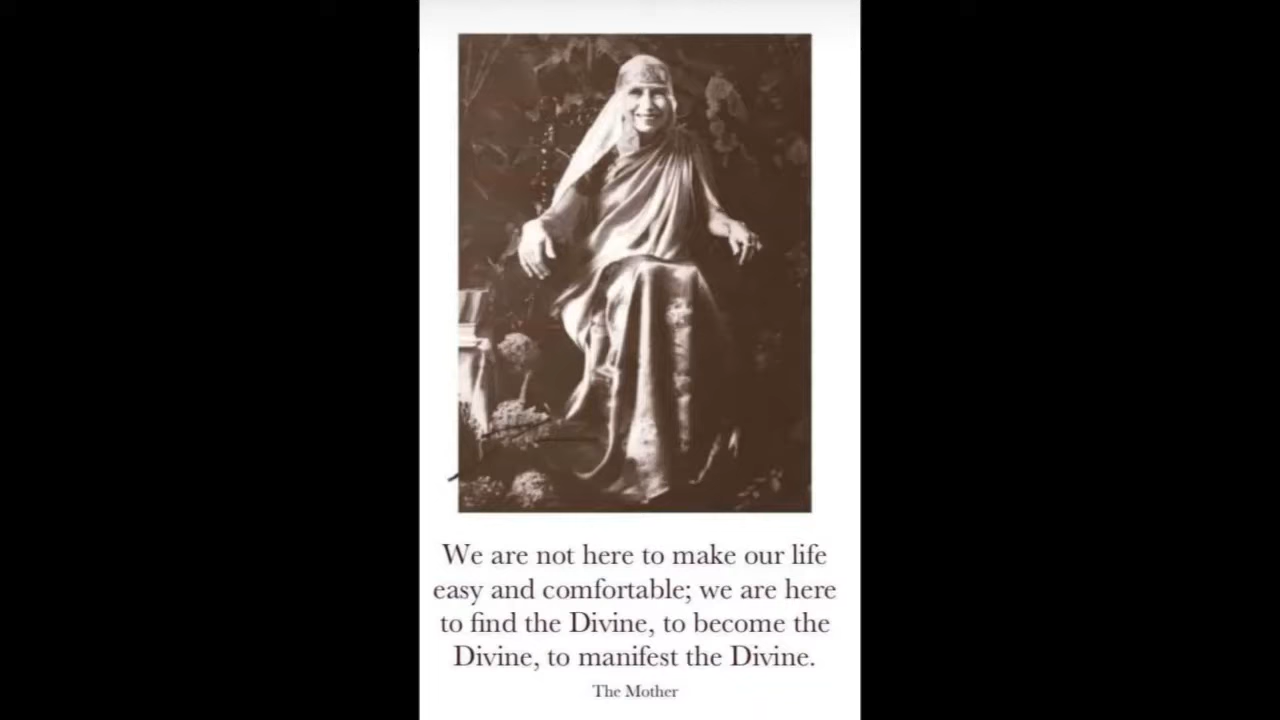 We are not here to make our life
easy and comfortable; we are here
to find the Divine, to become the
Divine, to manifest the Divine.
The Mother